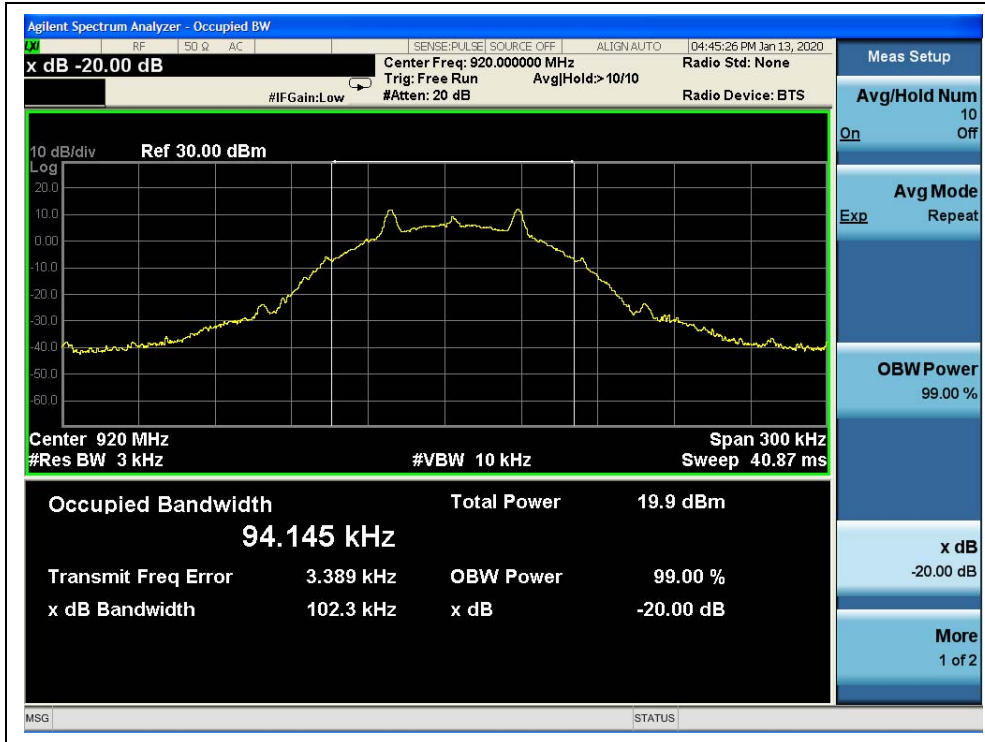 Agilent Spectrum Analyzer - Occupied BW
LXI RF 50 Ω AC SENSE:PULSE SOURCE OFF ALIGN AUTO 04:45:26 PM Jan 13, 2020
x dB -20.00 dB
Center Freq: 920.000000 MHz
Radio Std: None
Trig: Free Run Avg|Hold:> 10/10
#IFGain:Low
#Atten: 20 dB
Radio Device: BTS
10 dB/div Ref 30.00 dBm
Log
20.0
10.0
0.00
-10.0
-20.0
-30.0
-40.0
-50.0
-60.0
Center 920 MHz Span 300 kHz
#Res BW 3 kHz #VBW 10 kHz Sweep 40.87 ms
Occupied Bandwidth Total Power 19.9 dBm
94.145 kHz
Transmit Freq Error 3.389 kHz OBW Power 99.00 %
x dB Bandwidth 102.3 kHz x dB -20.00 dB
Meas Setup
Avg/Hold Num
10
On Off
Avg Mode
Exp Repeat
OBW Power
99.00 %
x dB
-20.00 dB
More
1 of 2
MSG STATUS